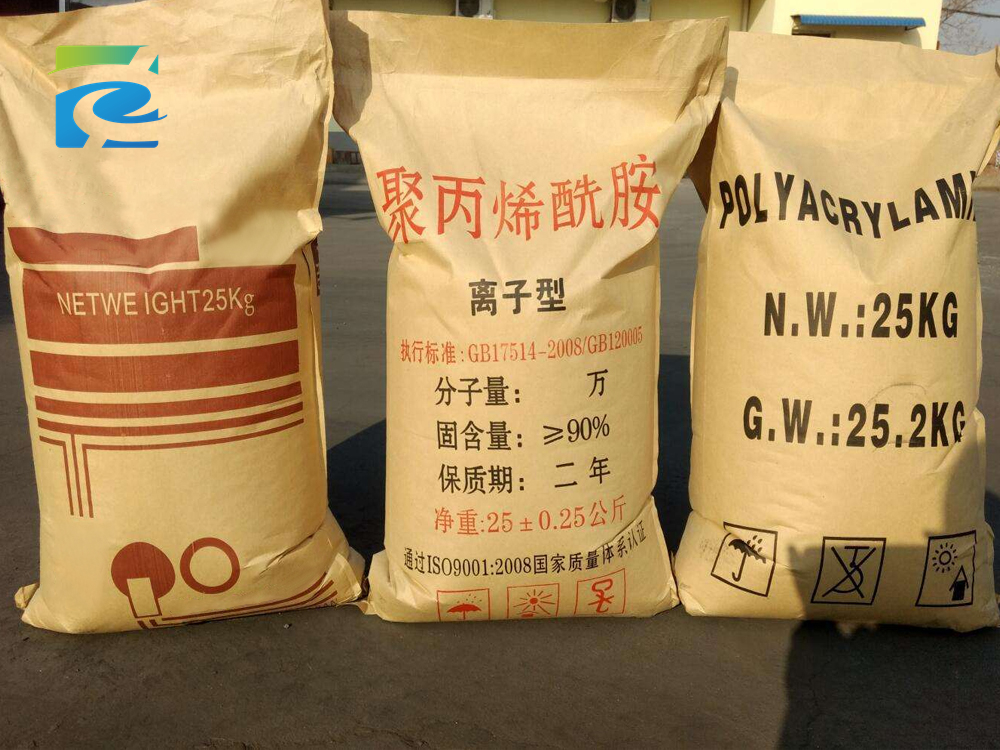 NETWE IGHT25Kg
聚丙烯酰胺
离子型
执行标准:GB17514-2008/GB120005
分子量: 万
固含量: ≥90%
保质期: 二年
净重:25±0.25公斤
通过ISO9001:2008国家质量体系认证
POLYACRYLAMI
N.W.:25KG
G.W.:25.2KG